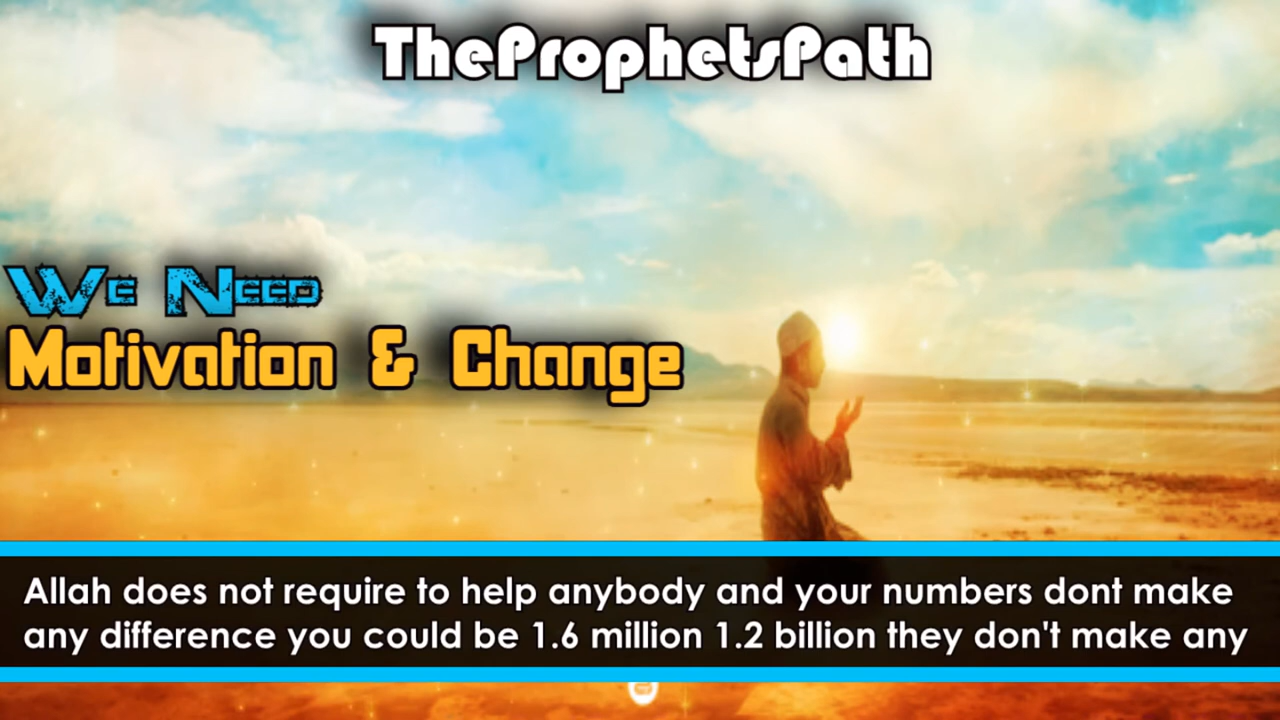 TheProphetsPath
We Need
Motivation & Change
Allah does not require to help anybody and your numbers dont make
any difference you could be 1.6 million 1.2 billion they don't make any